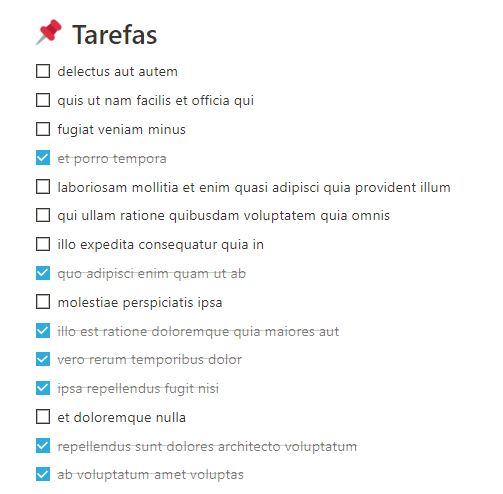 Tarefas
delectus aut autem
quis ut nam facilis et officia qui
fugiat veniam minus
et porro tempora
laboriosam mollitia et enim quasi adipisci quia provident illum
qui ullam ratione quibusdam voluptatem quia omnis
illo expedita consequatur quia in
quo adipisci enim quam ut ab
molestiae perspiciatis ipsa
illo est ratione doloremque quia maiores aut
vero rerum temporibus dolor
ipsa repellendus fugit nisi
et doloremque nulla
repellendus sunt dolores architecto voluptatum
ab voluptatum amet voluptas